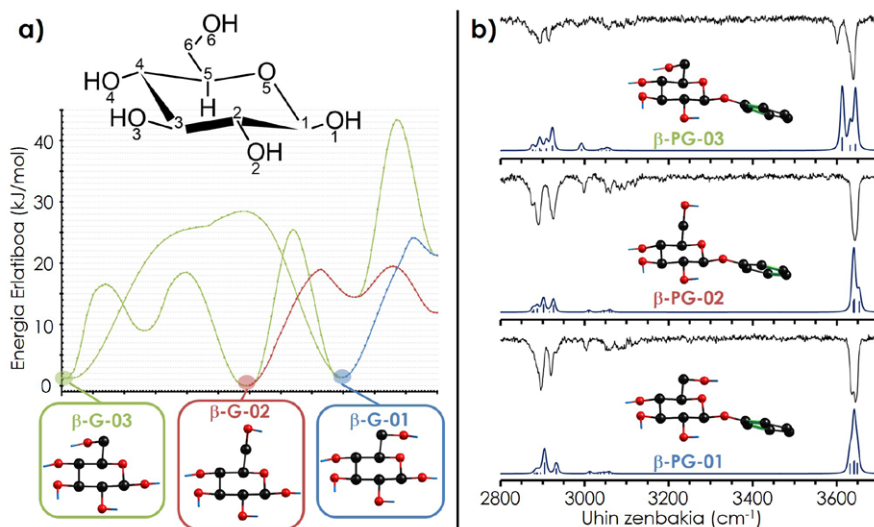 a)
OH
6
6
HO
4
4
5
O
5
H
HO
3
3
2
1
OH
1
OH
2
Energia Erlatiboa (kJ/mol)
40
30
20
10
0
β-G-03
β-G-02
β-G-01
b)
β-PG-03
β-PG-02
β-PG-01
2800
3000
3200
3400
3600
Uhin zenbakia (cm⁻¹)